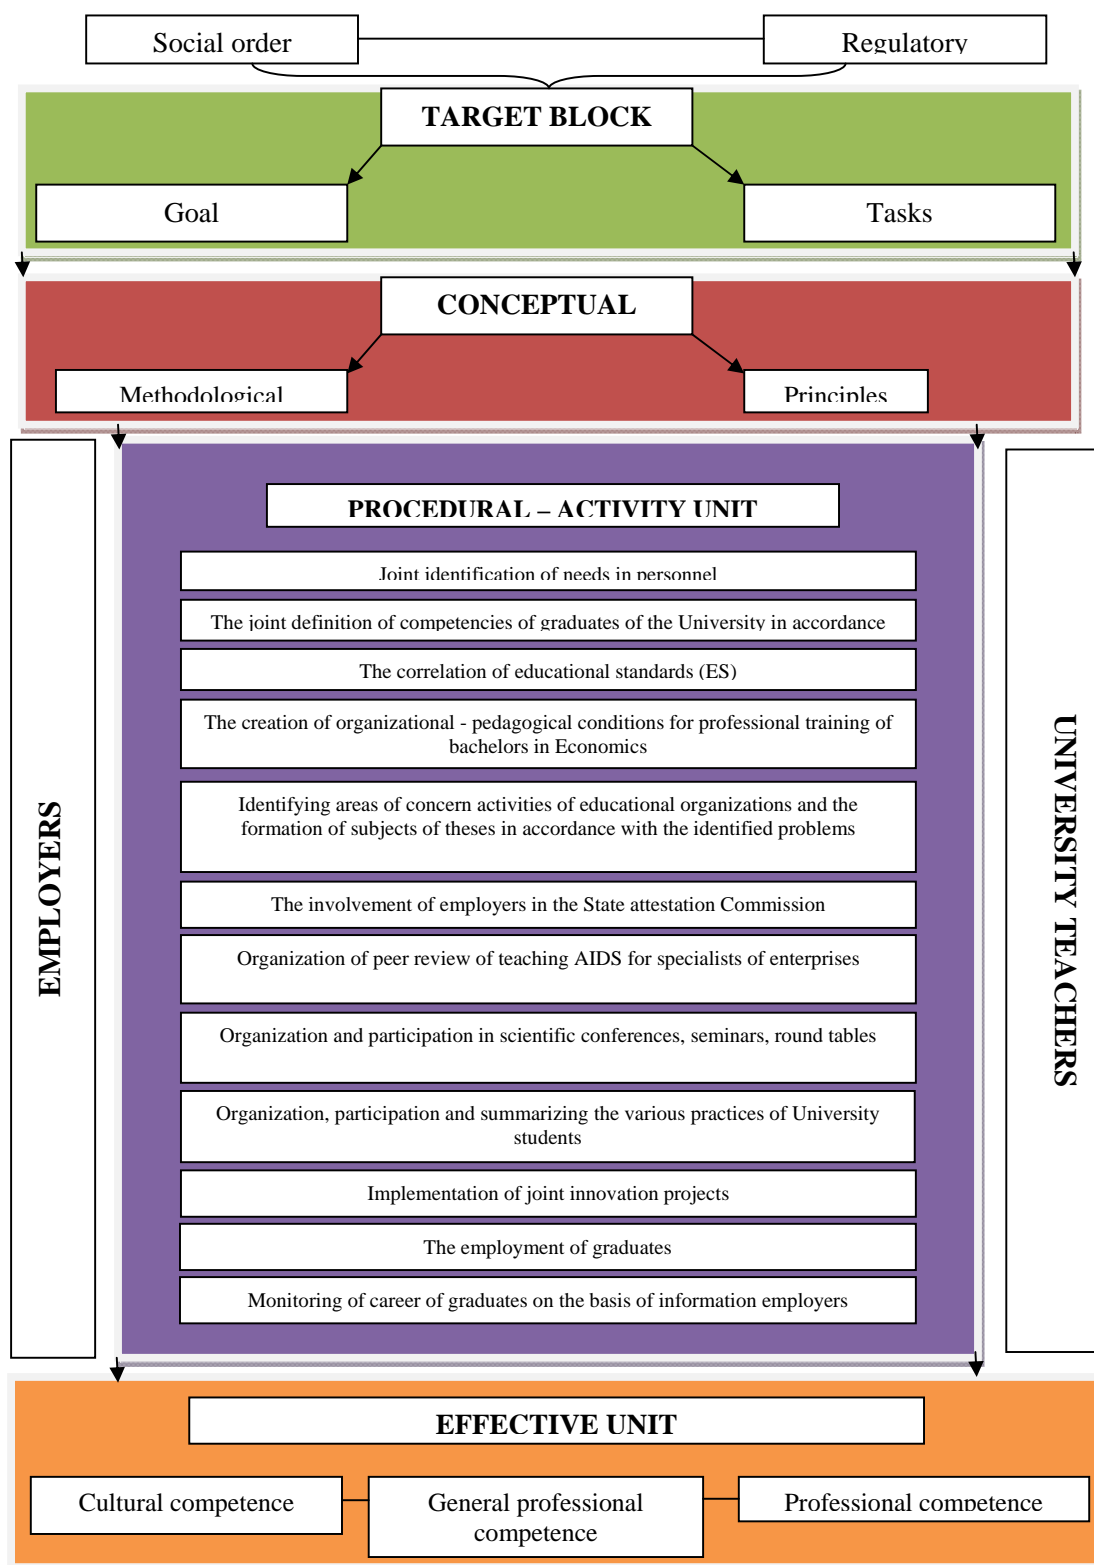 Social order
Regulatory
TARGET BLOCK
Goal
Tasks
CONCEPTUAL
Methodological
Principles
EMPLOYERS
PROCEDURAL – ACTIVITY UNIT
Joint identification of needs in personnel
The joint definition of competencies of graduates of the University in accordance
The correlation of educational standards (ES)
The creation of organizational - pedagogical conditions for professional training of
bachelors in Economics
Identifying areas of concern activities of educational organizations and the
formation of subjects of theses in accordance with the identified problems
The involvement of employers in the State attestation Commission
Organization of peer review of teaching AIDS for specialists of enterprises
Organization and participation in scientific conferences, seminars, round tables
Organization, participation and summarizing the various practices of University
students
Implementation of joint innovation projects
The employment of graduates
Monitoring of career of graduates on the basis of information employers
UNIVERSITY TEACHERS
EFFECTIVE UNIT
Cultural competence
General professional
competence
Professional competence